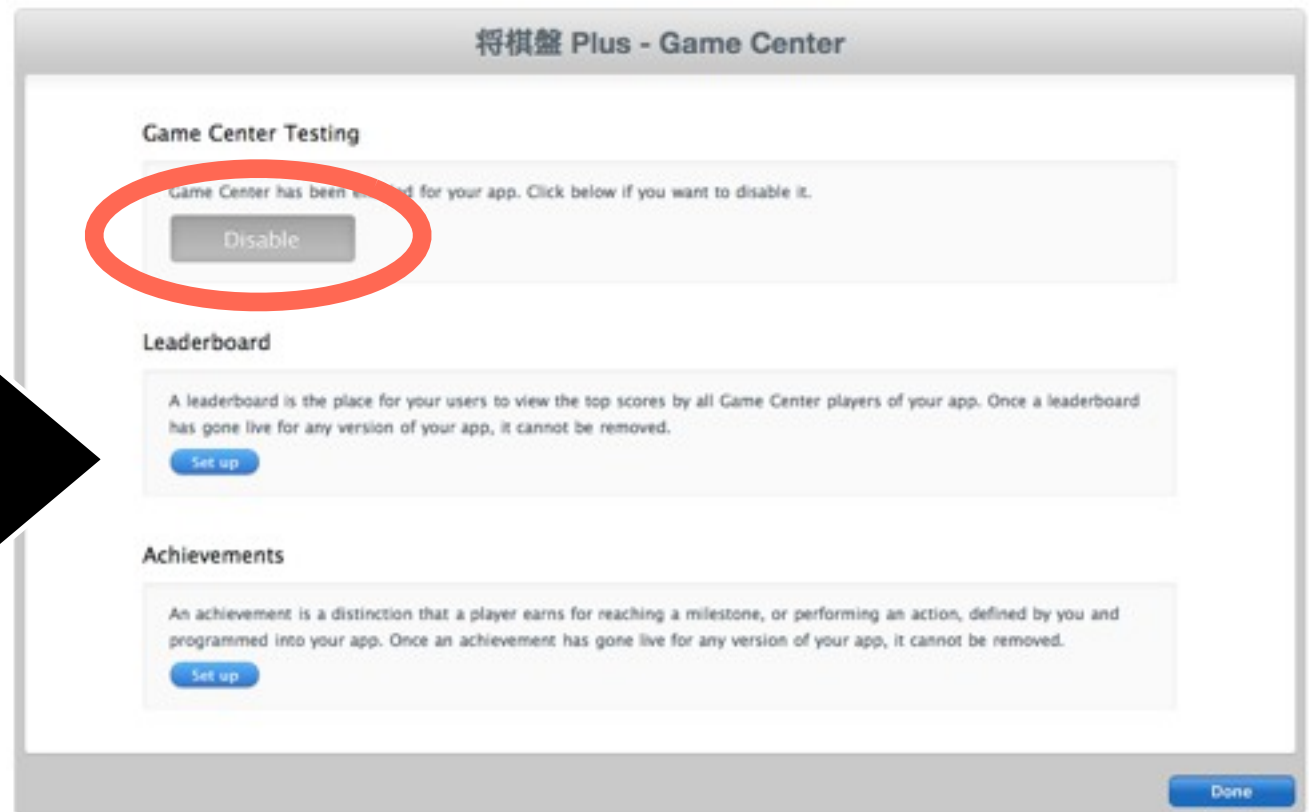 将棋盤 Plus - Game Center
Game Center Testing
Game Center has been for your app. Click below if you want to disable it.
Disable
Leaderboard
A leaderboard is the place for your users to view the top scores by all Game Center players of your app. Once a leaderboard
has gone live for any version of your app, it cannot be removed.
Set up
Achievements
An achievement is a distinction that a player earns for reaching a milestone, or performing an action, defined by you and
programmed into your app. Once an achievement has gone live for any version of your app, it cannot be removed.
Set up
Done